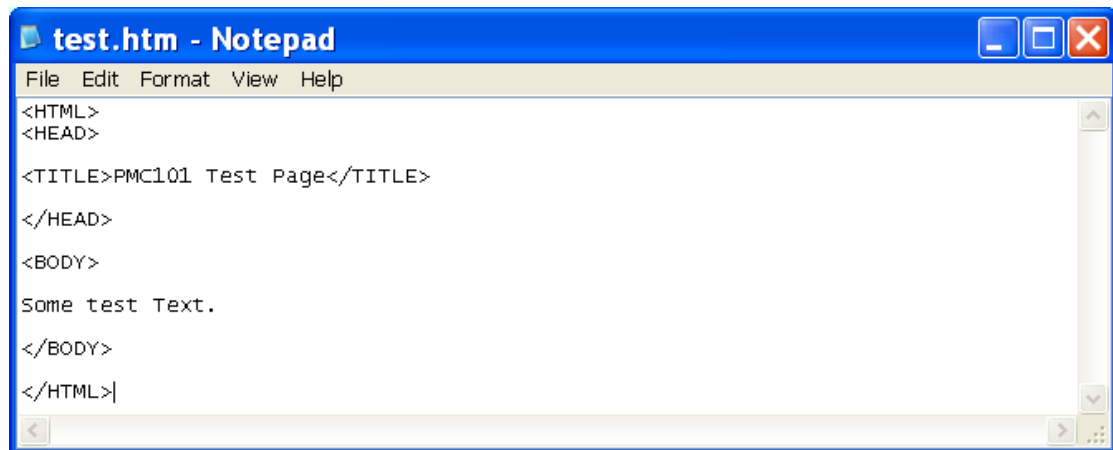 test.htm - Notepad
File Edit Format View Help
<HTML>
<HEAD>
<TITLE>PMC101 Test Page</TITLE>
</HEAD>
<BODY>
Some test Text.
</BODY>
</HTML>